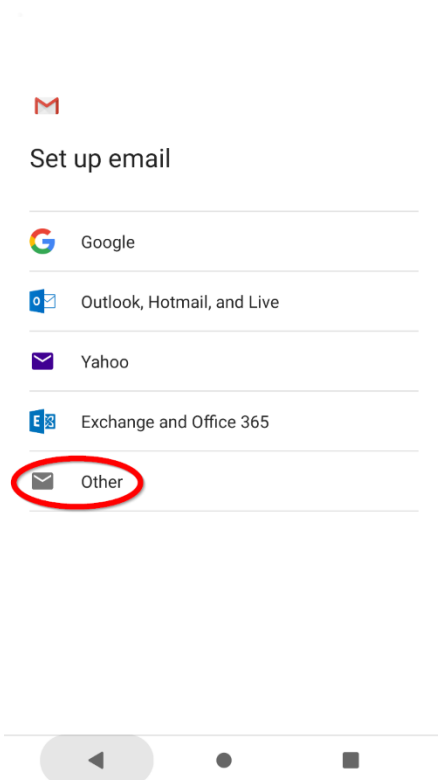 Set up email
Google
Outlook, Hotmail, and Live
Yahoo
Exchange and Office 365
Other